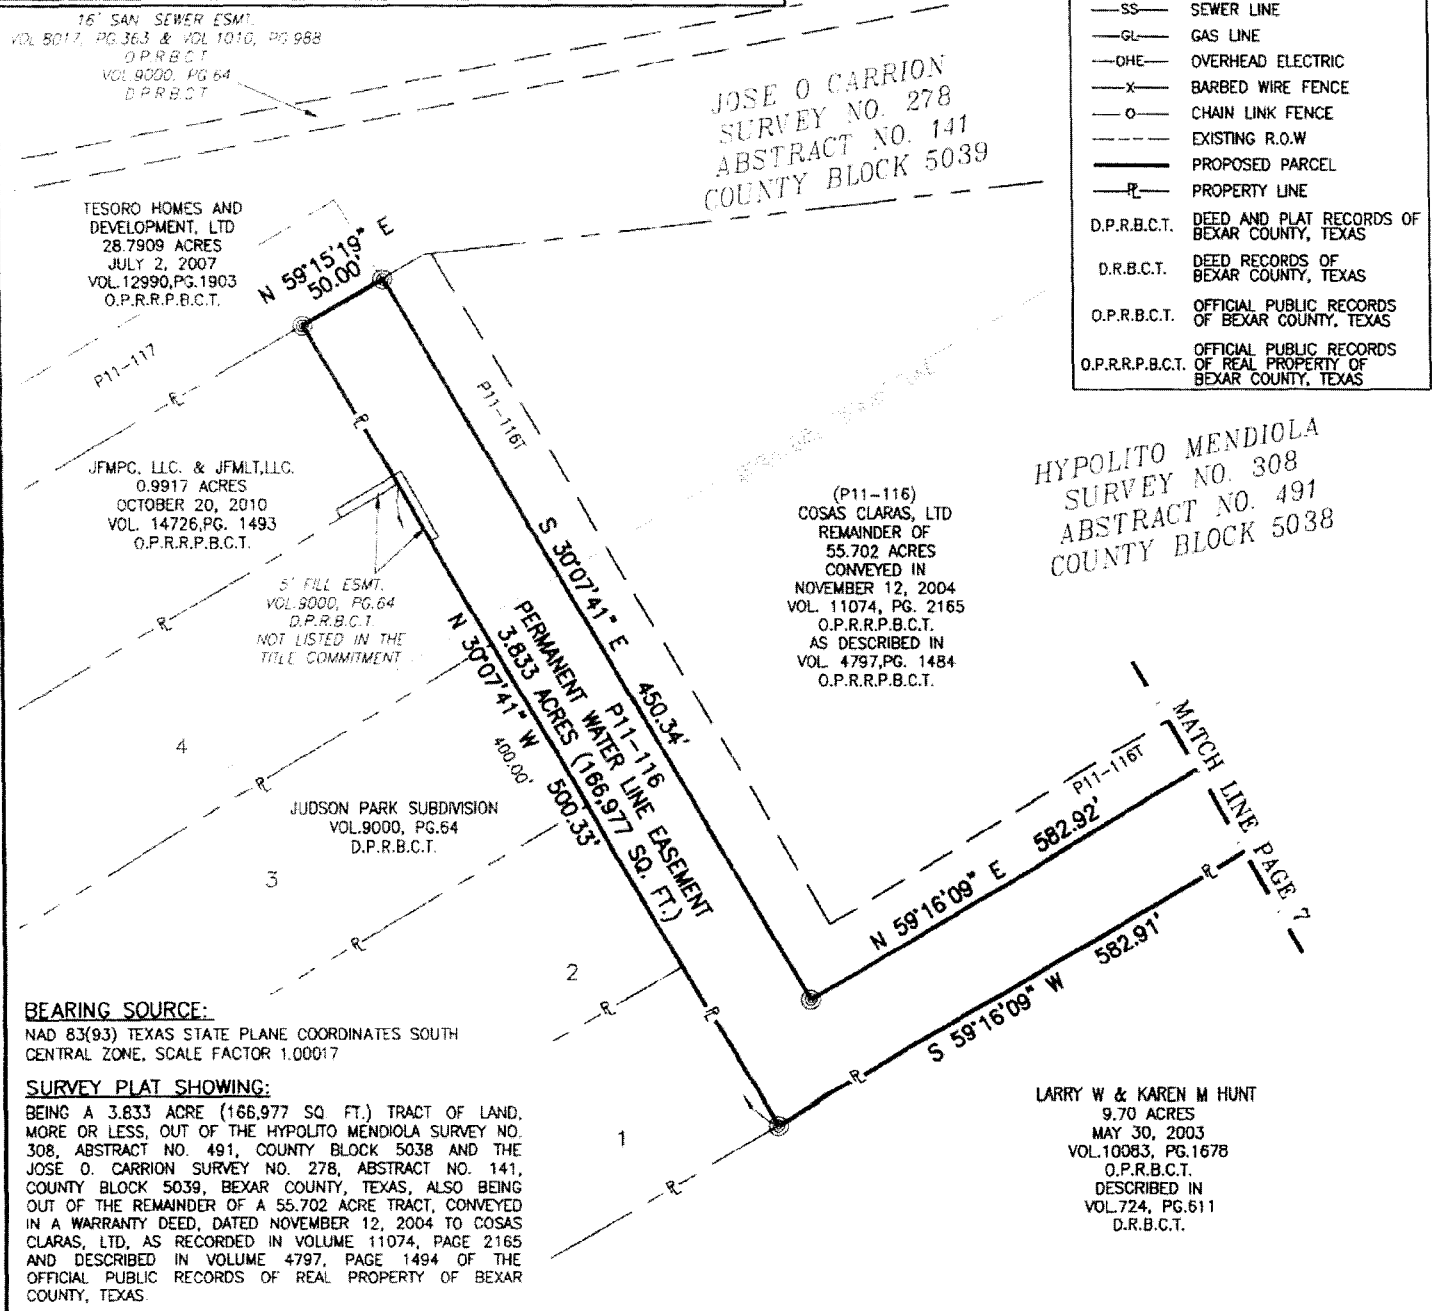 16' SAN SEWER ESMT.
VOL 8017, PG.363 & VOL 1010, PG 988
O.P.R.B.C.T
VOL.9000, PG 64
D.P.R.B.C.T
JOSE O CARRION
SURVEY NO. 278
ABSTRACT NO. 141
COUNTY BLOCK 5039
SS SEWER LINE
GL GAS LINE
OHE OVERHEAD ELECTRIC
X BARBED WIRE FENCE
O CHAIN LINK FENCE
EXISTING R.O.W
PROPOSED PARCEL
PL PROPERTY LINE
D.P.R.B.C.T. DEED AND PLAT RECORDS OF
BEXAR COUNTY, TEXAS
D.R.B.C.T. DEED RECORDS OF
BEXAR COUNTY, TEXAS
O.P.R.B.C.T. OFFICIAL PUBLIC RECORDS
OF BEXAR COUNTY, TEXAS
O.P.R.R.P.B.C.T. OFFICIAL PUBLIC RECORDS
OF REAL PROPERTY OF
BEXAR COUNTY, TEXAS
TESORO HOMES AND
DEVELOPMENT, LTD
28.7909 ACRES
JULY 2, 2007
VOL.12990,PG.1903
O.P.R.R.P.B.C.T.
N 59°15'19" E
50.00'
P11-117
PL
P11-116T
PL
JFMPC, LLC. & JFMLT,LLC.
0.9917 ACRES
OCTOBER 20, 2010
VOL. 14726,PG. 1493
O.P.R.R.P.B.C.T.
HYPOLITO MENDIOLA
SURVEY NO. 308
ABSTRACT NO. 491
COUNTY BLOCK 5038
(P11-116)
COSAS CLARAS, LTD
REMAINDER OF
55.702 ACRES
CONVEYED IN
NOVEMBER 12, 2004
VOL. 11074, PG. 2165
O.P.R.R.P.B.C.T.
AS DESCRIBED IN
VOL. 4797,PG. 1484
O.P.R.R.P.B.C.T.
5' FILL ESMT.
VOL.9000, PG.64
D.P.R.B.C.T.
NOT LISTED IN THE
TITLE COMMITMENT
PL
S 30°07'41" E 450.34'
P11-116
PERMANENT WATER LINE EASEMENT
3.833 ACRES (166,977 SQ. FT.)
N 30°07'41" W 500.33'
400.00'
4
PL
JUDSON PARK SUBDIVISION
VOL.9000, PG.64
D.P.R.B.C.T.
3
PL
2
PL
PL
MATCH LINE PAGE 7
P11-116T
N 59°16'09" E 582.92'
PL
S 59°16'09" W 582.91'
PL
1
PL
LARRY W & KAREN M HUNT
9.70 ACRES
MAY 30, 2003
VOL.10083, PG.1678
O.P.R.B.C.T.
DESCRIBED IN
VOL.724, PG.611
D.R.B.C.T.
BEARING SOURCE:
NAD 83(93) TEXAS STATE PLANE COORDINATES SOUTH
CENTRAL ZONE, SCALE FACTOR 1.00017
SURVEY PLAT SHOWING:
BEING A 3.833 ACRE (166,977 SQ FT.) TRACT OF LAND,
MORE OR LESS, OUT OF THE HYPOLITO MENDIOLA SURVEY NO.
308, ABSTRACT NO. 491, COUNTY BLOCK 5038 AND THE
JOSE O. CARRION SURVEY NO. 278, ABSTRACT NO. 141,
COUNTY BLOCK 5039, BEXAR COUNTY, TEXAS, ALSO BEING
OUT OF THE REMAINDER OF A 55.702 ACRE TRACT, CONVEYED
IN A WARRANTY DEED, DATED NOVEMBER 12, 2004 TO COSAS
CLARAS, LTD, AS RECORDED IN VOLUME 11074, PAGE 2165
AND DESCRIBED IN VOLUME 4797, PAGE 1494 OF THE
OFFICIAL PUBLIC RECORDS OF REAL PROPERTY OF BEXAR
COUNTY, TEXAS.